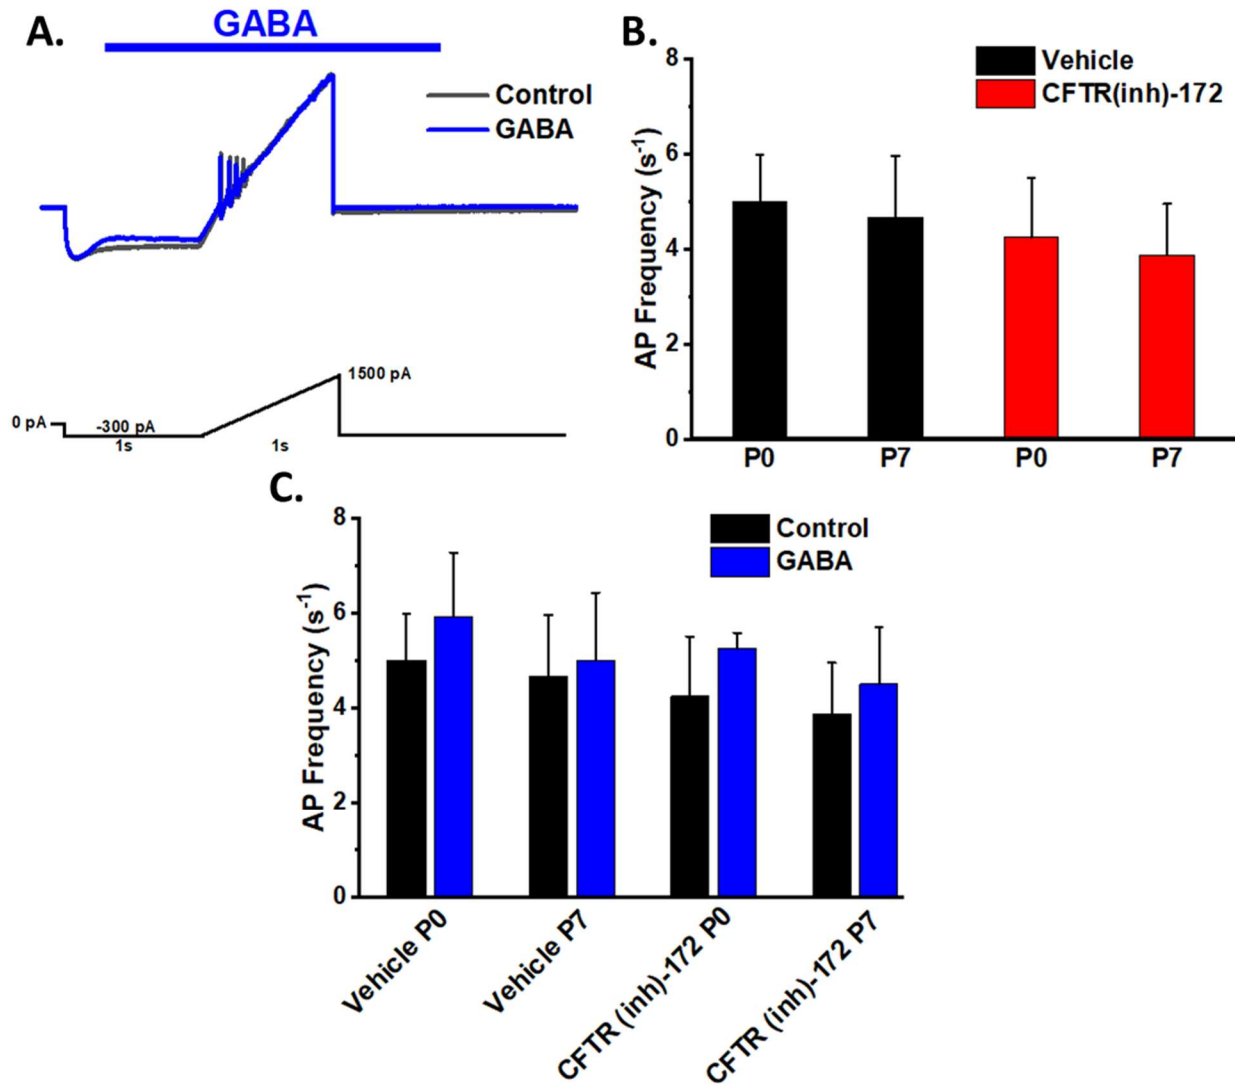 A.
GABA
Control
GABA
0 pA
-300 pA
1s
1s
1500 pA
B.
Vehicle
CFTR(inh)-172
AP Frequency (s⁻¹)
8
6
4
2
0
P0 P7 P0 P7
C.
Control
GABA
AP Frequency (s⁻¹)
8
6
4
2
0
Vehicle P0
Vehicle P7
CFTR (inh)-172 P0
CFTR (inh)-172 P7